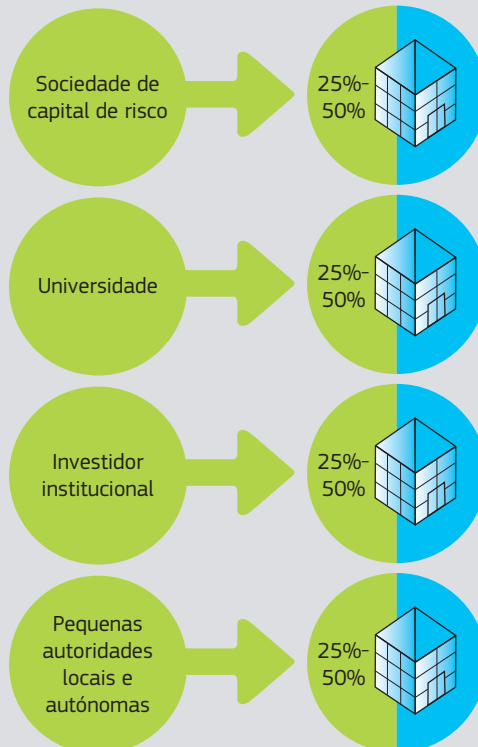 Sociedade de
capital de risco
25%-
50%
Universidade
25%-
50%
Investidor
institucional
25%-
50%
Pequenas
autoridades
locais e
autónomas
25%-
50%